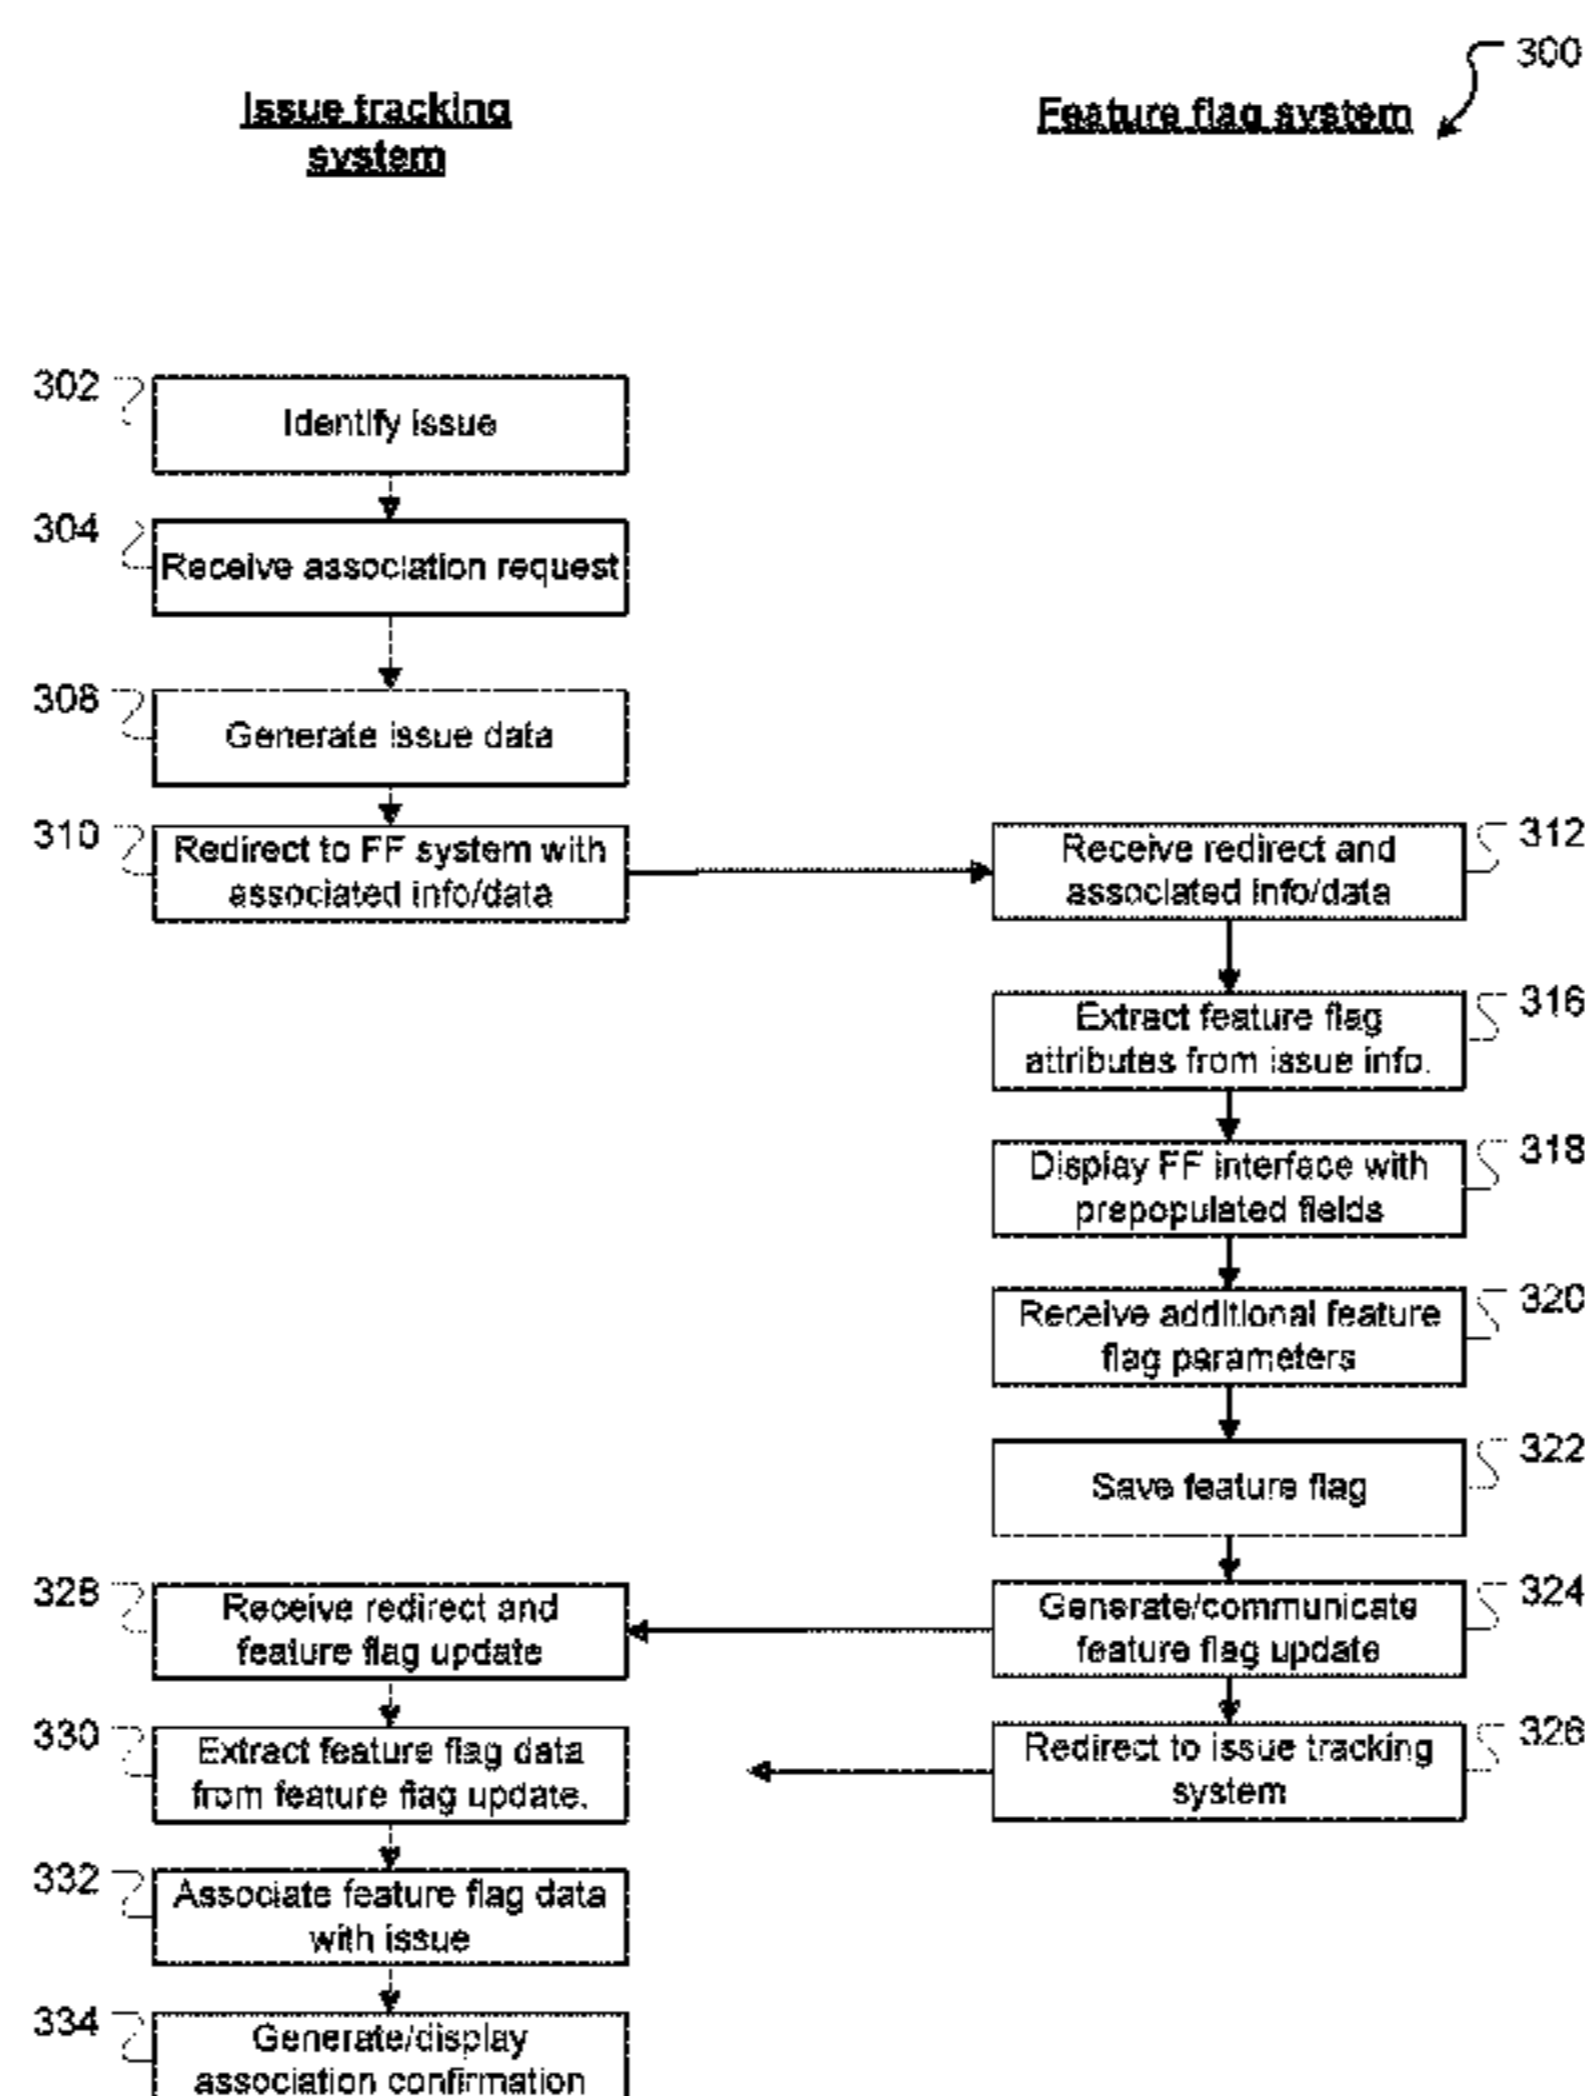 300
Issue tracking
system
Feature flag system
302
Identify issue
304
Receive association request
308
Generate issue data
310
Redirect to FF system with
associated info/data
312
Receive redirect and
associated info/data
316
Extract feature flag
attributes from issue info.
318
Display FF interface with
prepopulated fields
320
Receive additional feature
flag parameters
322
Save feature flag
324
Generate/communicate
feature flag update
326
Redirect to issue tracking
system
328
Receive redirect and
feature flag update
330
Extract feature flag data
from feature flag update.
332
Associate feature flag data
with issue
334
Generate/display
association confirmation